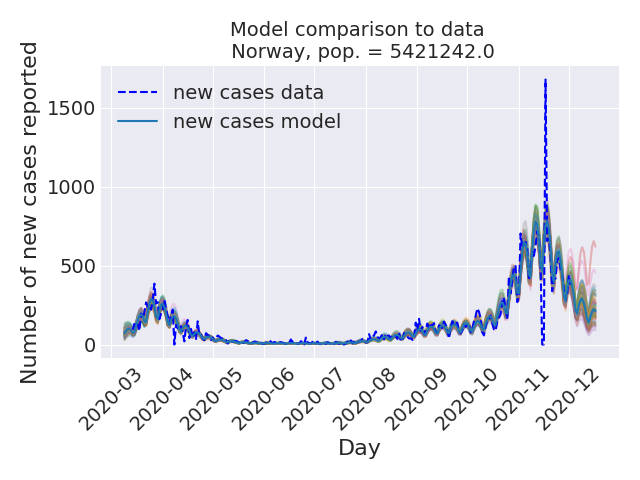 Model comparison to data
Norway, pop. = 5421242.0
new cases data
new cases model
Number of new cases reported
1500
1000
500
0
2020-03
2020-04
2020-05
2020-06
2020-07
2020-08
2020-09
2020-10
2020-11
2020-12
Day